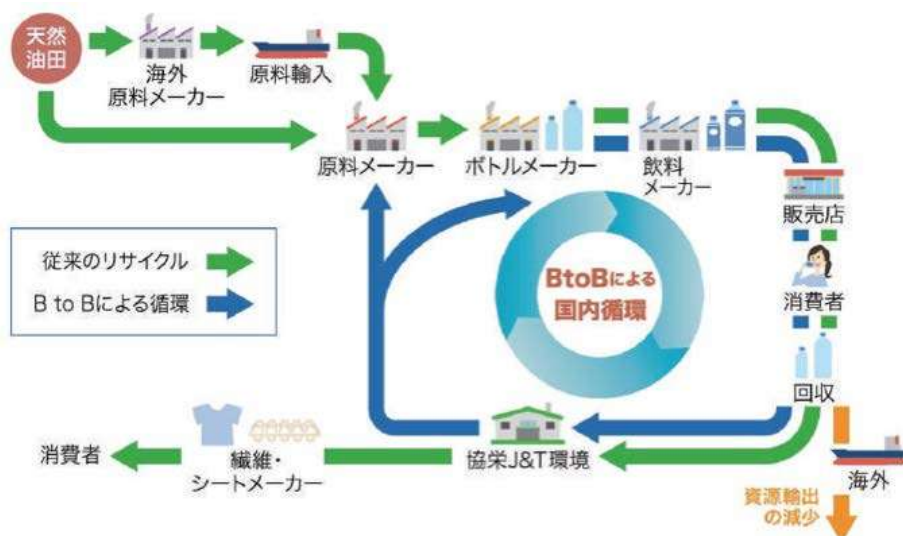 天然
油田
海外
原料メーカー
原料輸入
原料メーカー
ボトルメーカー
飲料
メーカー
販売店
従来のリサイクル
B to Bによる循環
BtoBによる
国内循環
消費者
回収
消費者
繊維・
シートメーカー
協栄J&T環境
海外
資源輸出
の減少